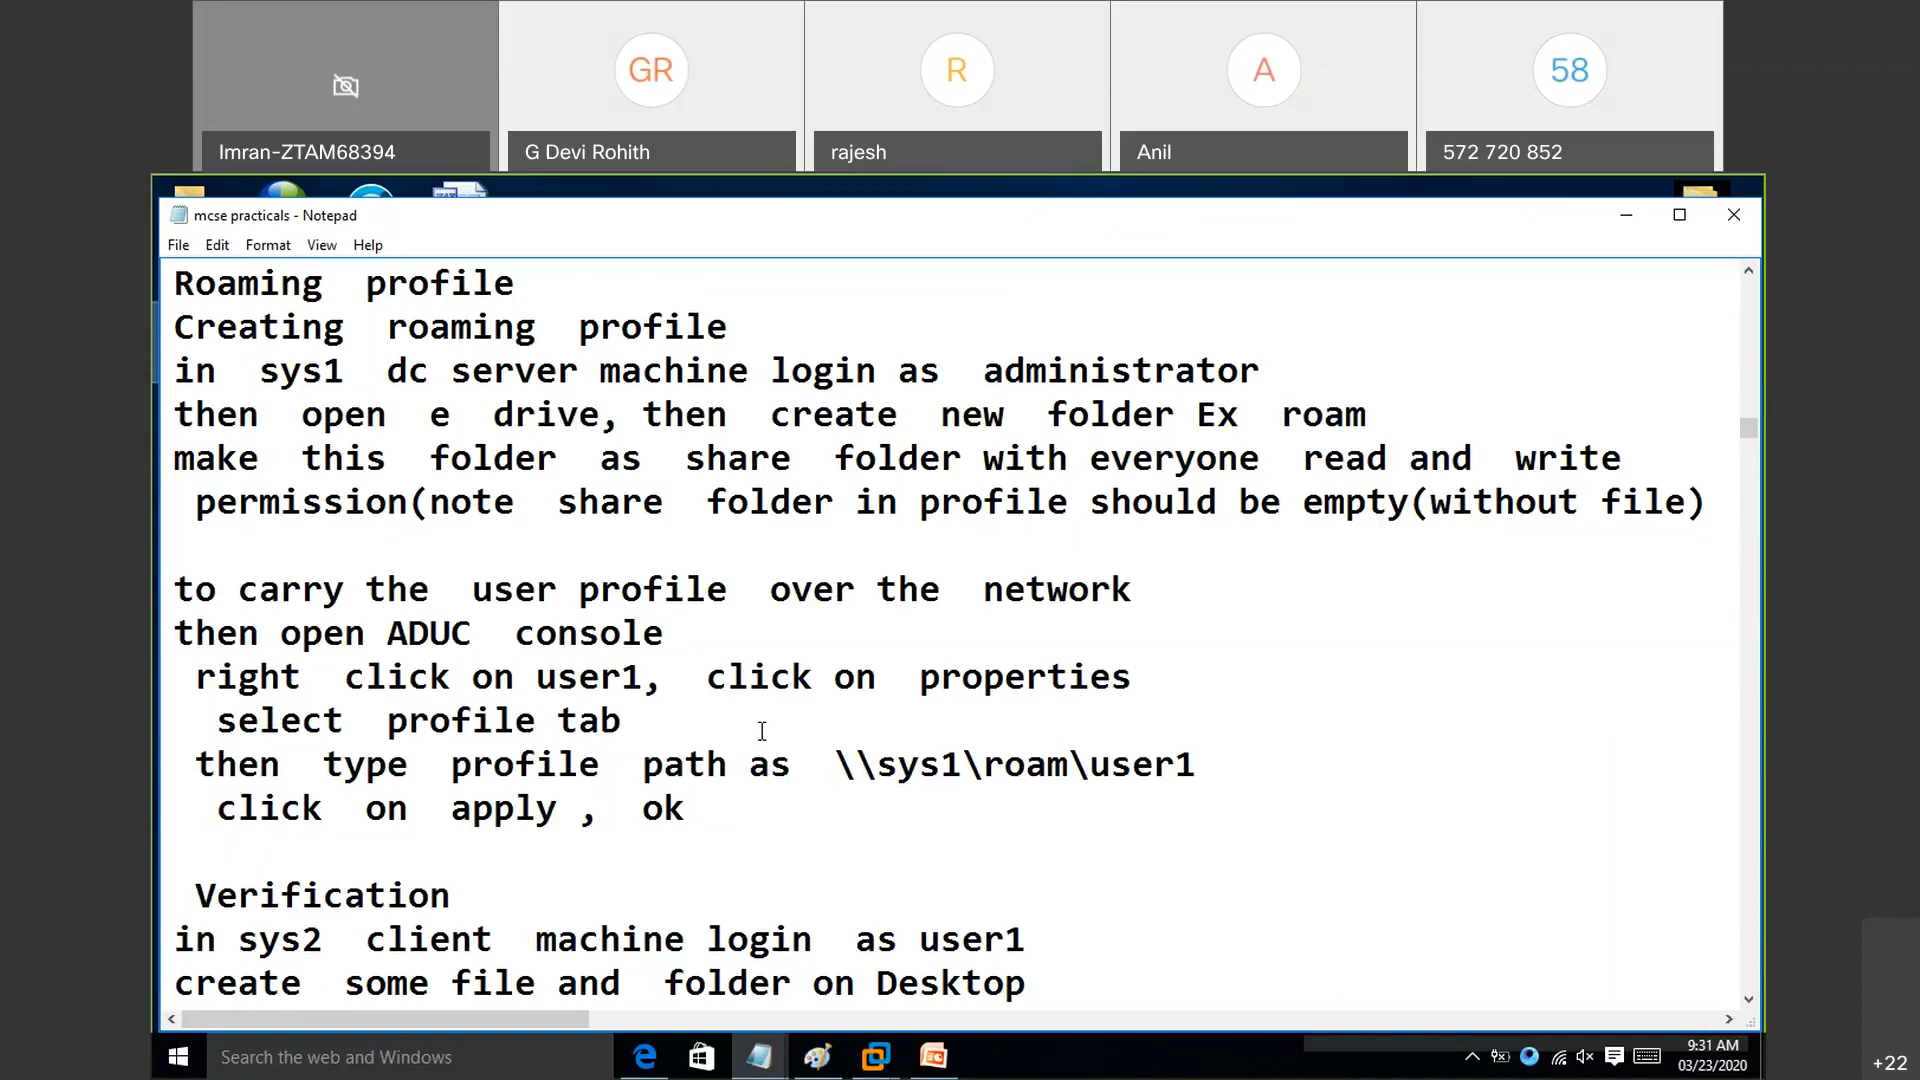 GR
R
A
58
Imran-ZTAM68394
G Devi Rohith
rajesh
Anil
572 720 852
mcse practicals - Notepad
File Edit Format View Help
Roaming profile
Creating roaming profile
in sys1 dc server machine login as administrator
then open e drive, then create new folder Ex roam
make this folder as share folder with everyone read and write
permission(note share folder in profile should be empty(without file)
to carry the user profile over the network
then open ADUC console
right click on user1, click on properties
select profile tab
then type profile path as \\sys1\roam\user1
click on apply , ok
Verification
in sys2 client machine login as user1
create some file and folder on Desktop
Search the web and Windows
9:31 AM
03/23/2020
+22